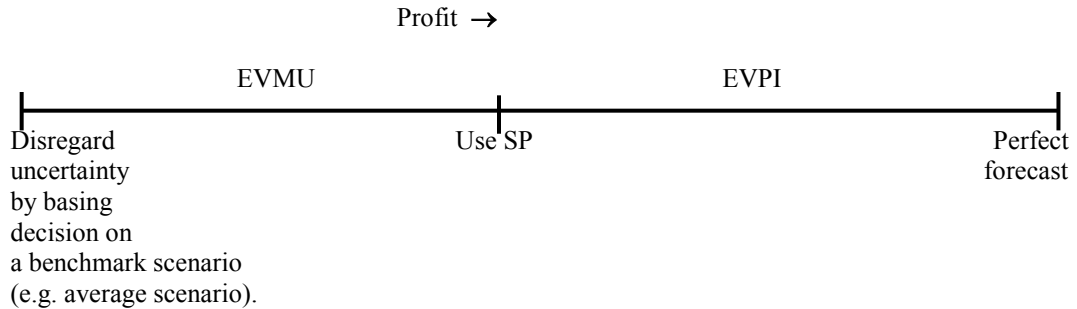 Profit →
EVMU EVPI
Disregard Use SP Perfect
uncertainty forecast
by basing
decision on
a benchmark scenario
(e.g. average scenario).